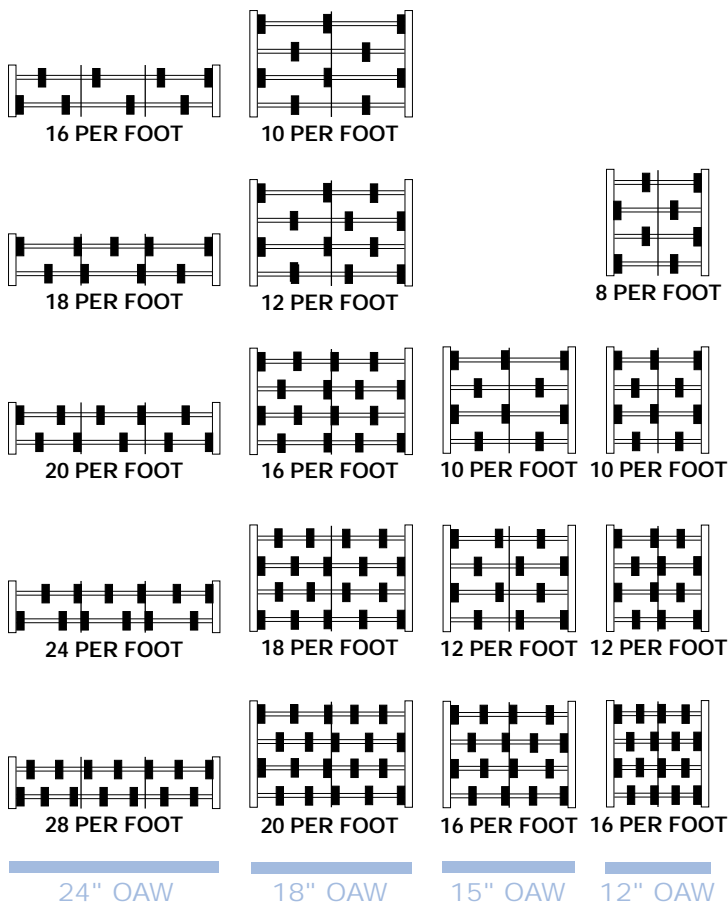 16 PER FOOT
10 PER FOOT
18 PER FOOT
12 PER FOOT
8 PER FOOT
20 PER FOOT
16 PER FOOT
10 PER FOOT
10 PER FOOT
24 PER FOOT
18 PER FOOT
12 PER FOOT
12 PER FOOT
28 PER FOOT
20 PER FOOT
16 PER FOOT
16 PER FOOT
24" OAW
18" OAW
15" OAW
12" OAW